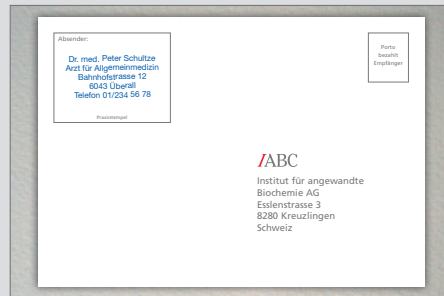 Absender:
Dr. med. Peter Schultze
Arzt für Allgemeinmedizin
Bahnhofstrasse 12
6043 Überall
Telefon 01/234 56 78
Praxisstempel
Porto
bezahlt
Empfänger
IABC
Institut für angewandte
Biochemie AG
Esslenstrasse 3
8280 Kreuzlingen
Schweiz